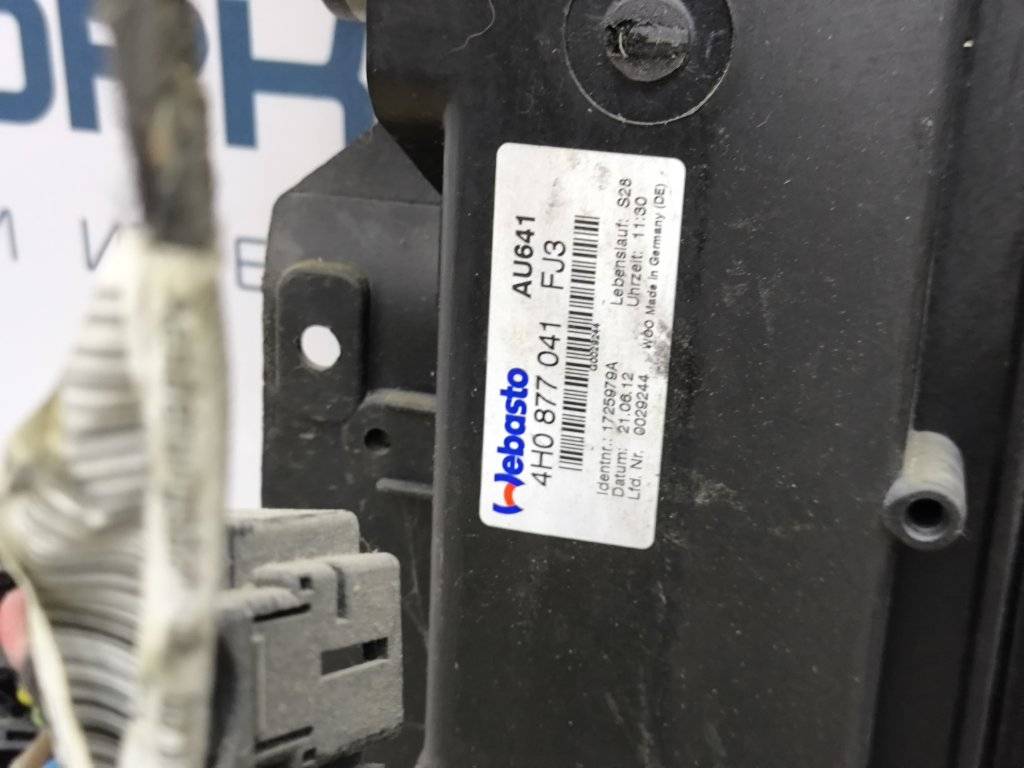 Webasto AU641
4H0 877 041 FJ3
00029244
Identnr.: 1725979A
Datum: 21.06.12 Lebenslauf: S28
Lfd. Nr. 0029244 Uhrzeit: 11:30
W00 Made in Germany (DE)